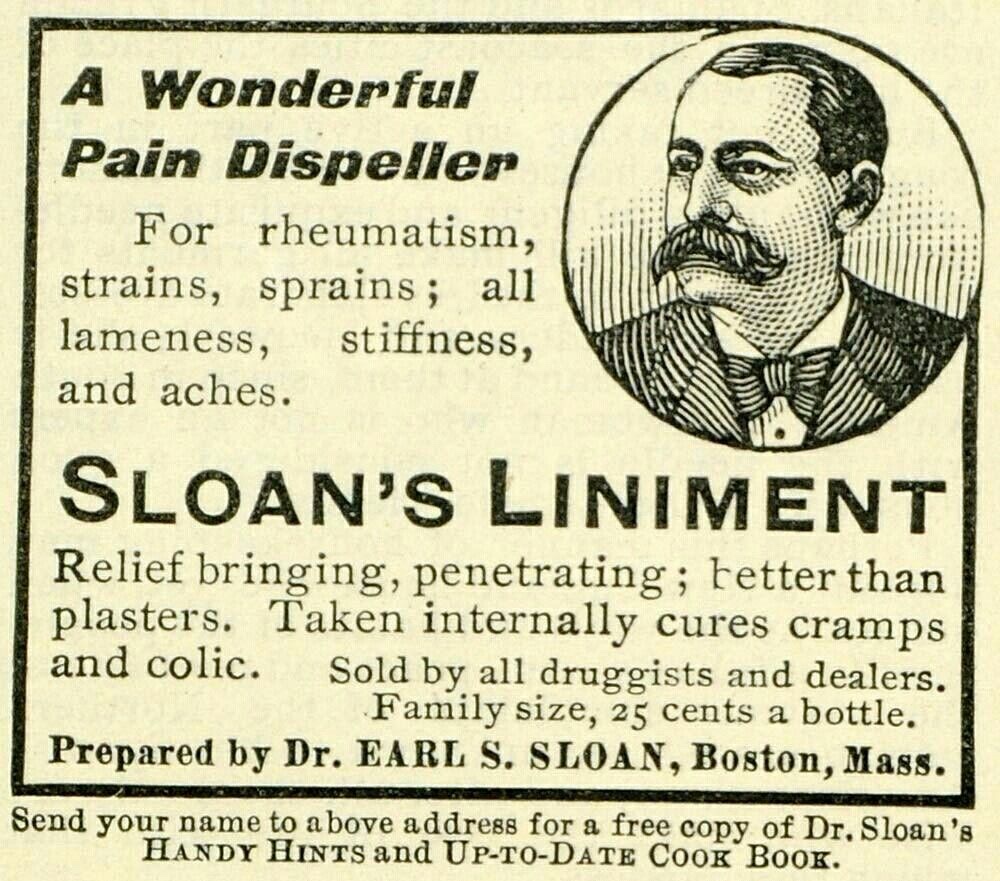 A Wonderful
Pain Dispeller
For rheumatism,
strains, sprains; all
lameness, stiffness,
and aches.
SLOAN'S LINIMENT
Relief bringing, penetrating; better than
plasters. Taken internally cures cramps
and colic. Sold by all druggists and dealers.
Family size, 25 cents a bottle.
Prepared by Dr. EARL S. SLOAN, Boston, Mass.
Send your name to above address for a free copy of Dr. Sloan's
HANDY HINTS and UP-TO-DATE COOK BOOK.